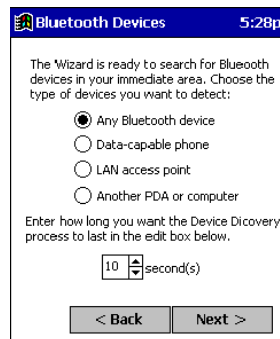 Bluetooth Devices 5:28p
The Wizard is ready to search for Blueooth
devices in your immediate area. Choose the
type of devices you want to detect:
Any Bluetooth device
Data-capable phone
LAN access point
Another PDA or computer
Enter how long you want the Device Dicovery
process to last in the edit box below.
10 second(s)
< Back Next >